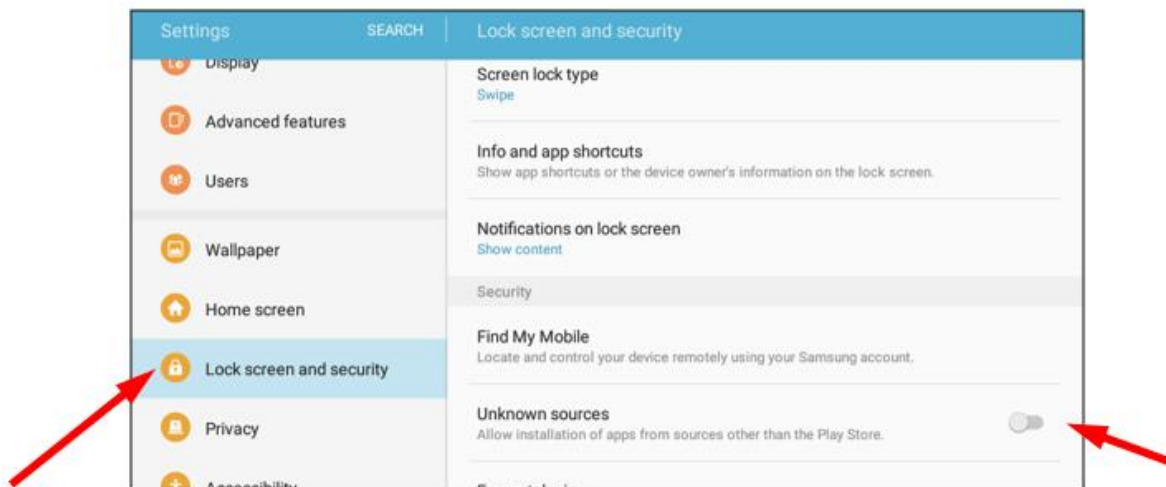 Settings
SEARCH
Display
Advanced features
Users
Wallpaper
Home screen
Lock screen and security
Privacy
Accessibility
Lock screen and security
Screen lock type
Swipe
Info and app shortcuts
Show app shortcuts or the device owner's information on the lock screen.
Notifications on lock screen
Show content
Security
Find My Mobile
Locate and control your device remotely using your Samsung account.
Unknown sources
Allow installation of apps from sources other than the Play Store.